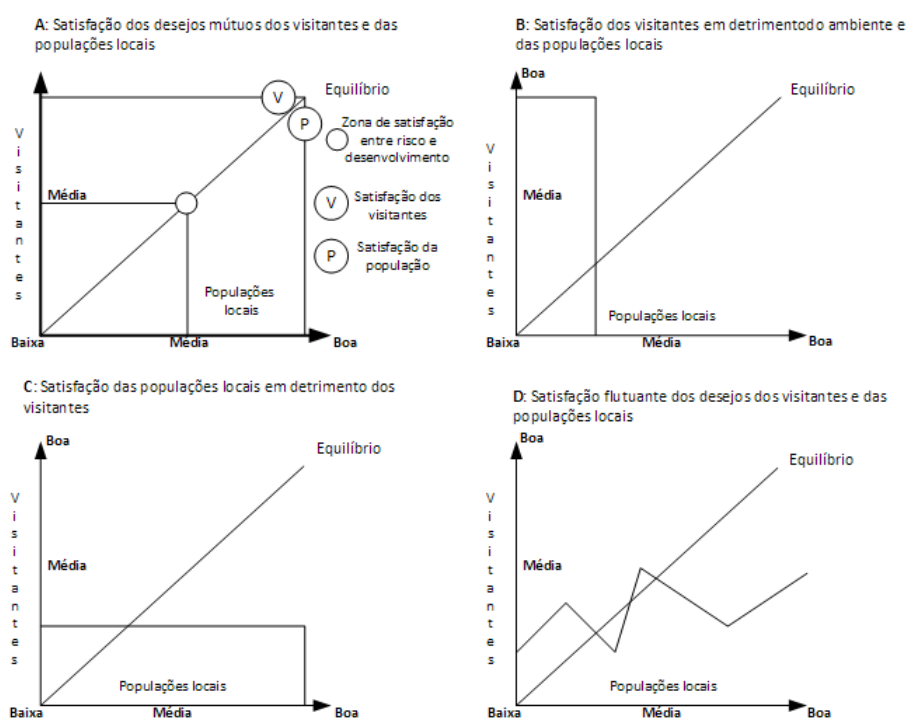 A: Satisfação dos desejos mútuos dos visitantes e das
populações locais
Equilíbrio
V
P
Zona de satisfação
entre risco e
desenvolvimento
V
Satisfação dos
visitantes
P
Satisfação da
população
Visitantes
Média
Populações
locais
Baixa
Média
Boa
B: Satisfação dos visitantes em detrimentodo ambiente e
das populações locais
Boa
Equilíbrio
Visitantes
Média
Populações locais
Baixa
Média
Boa
C: Satisfação das populações locais em detrimento dos
visitantes
Boa
Equilíbrio
Visitantes
Média
Populações locais
Baixa
Média
Boa
D: Satisfação flutuante dos desejos dos visitantes e das
populações locais
Boa
Equilíbrio
Visitantes
Média
Populações locais
Baixa
Média
Boa